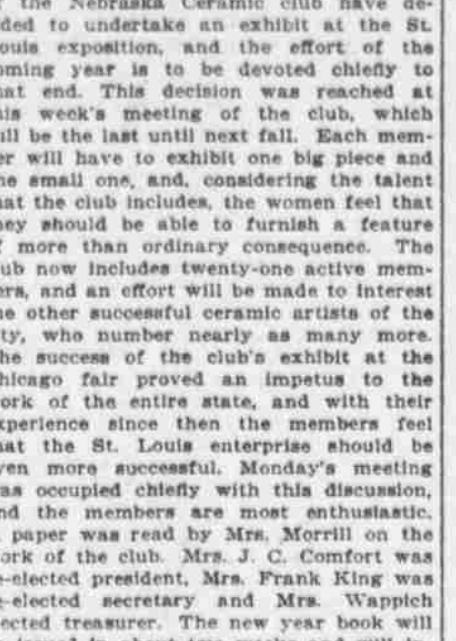 the Nebraska Ceramic club have de-
ded to undertake an exhibit at the St.
ouis exposition, and the effort of the
oming year is to be devoted chiefly to
hat end. This decision was reached at
his week's meeting of the club, which
ill be the last until next fall. Each mem-
er will have to exhibit one big piece and
ne small one, and, considering the talent
hat the club includes, the women feel that
hey should be able to furnish a feature
f more than ordinary consequence. The
lub now includes twenty-one active mem-
ers, and an effort will be made to interest
he other successful ceramic artists of the
ity, who number nearly as many more.
he success of the club's exhibit at the
hicago fair proved an impetus to the
ork of the entire state, and with their
xperience since then the members feel
hat the St. Louis enterprise should be
ven more successful. Monday's meeting
as occupied chiefly with this discussion,
nd the members are most enthusiastic.
paper was read by Mrs. Morrill on the
ork of the club. Mrs. J. C. Comfort was
e-elected president, Mrs. Frank King was
e-elected secretary and Mrs. Wappich
lected treasurer. The new year book will